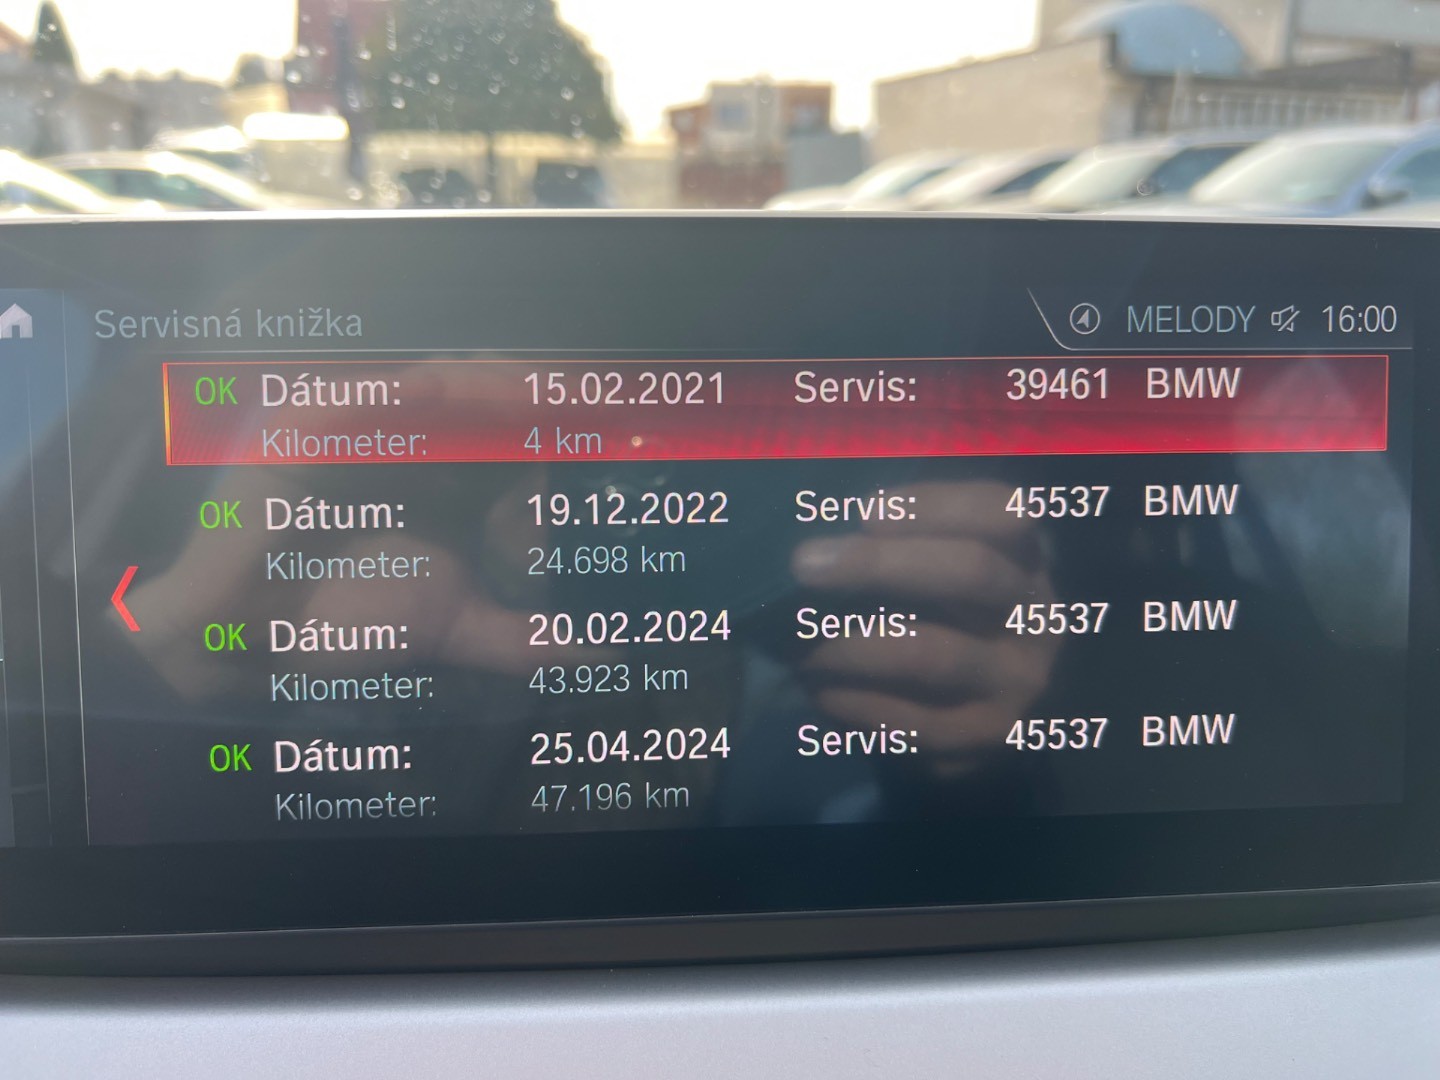 Servisná knižka MELODY 16:00
OK Dátum: 15.02.2021 Servis: 39461 BMW
Kilometer: 4 km
OK Dátum: 19.12.2022 Servis: 45537 BMW
Kilometer: 24.698 km
OK Dátum: 20.02.2024 Servis: 45537 BMW
Kilometer: 43.923 km
OK Dátum: 25.04.2024 Servis: 45537 BMW
Kilometer: 47.196 km